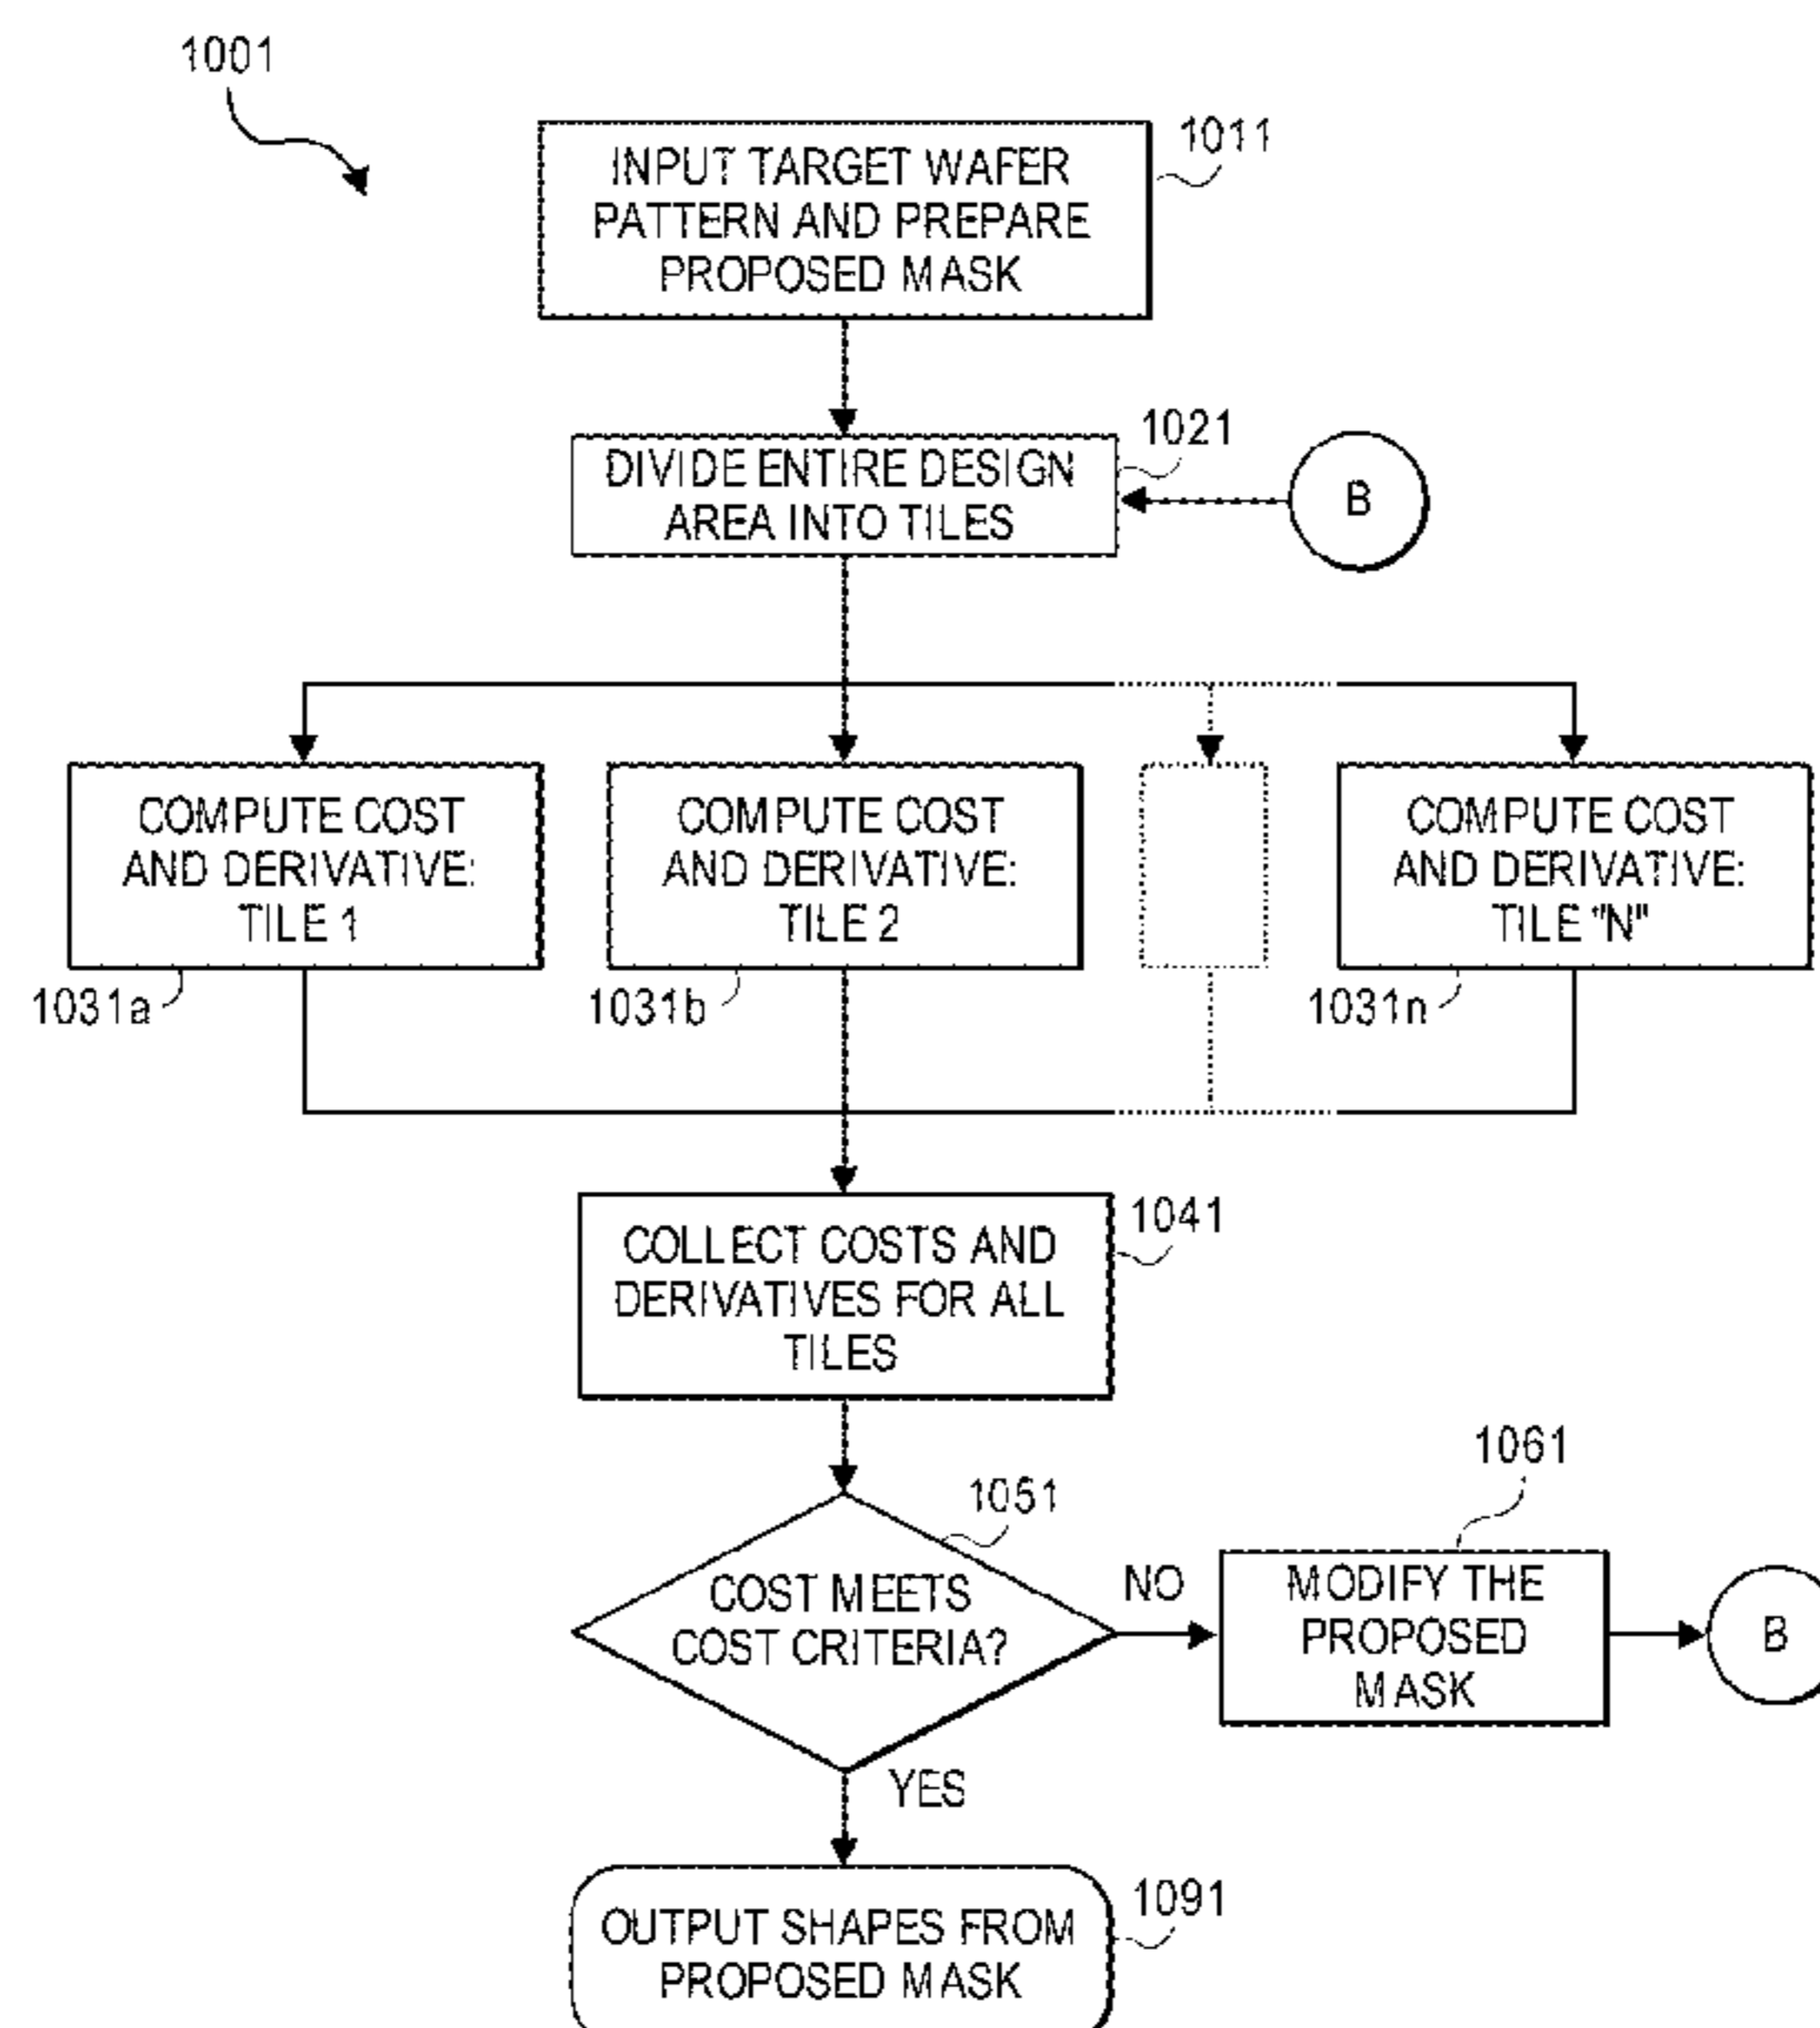 1001
1011
INPUT TARGET WAFER
PATTERN AND PREPARE
PROPOSED MASK
1021
DIVIDE ENTIRE DESIGN
AREA INTO TILES
B
COMPUTE COST
AND DERIVATIVE:
TILE 1
1031a
COMPUTE COST
AND DERIVATIVE:
TILE 2
1031b
COMPUTE COST
AND DERIVATIVE:
TILE "N"
1031n
1041
COLLECT COSTS AND
DERIVATIVES FOR ALL
TILES
1051
COST MEETS
COST CRITERIA?
NO
1061
MODIFY THE
PROPOSED
MASK
B
YES
1091
OUTPUT SHAPES FROM
PROPOSED MASK